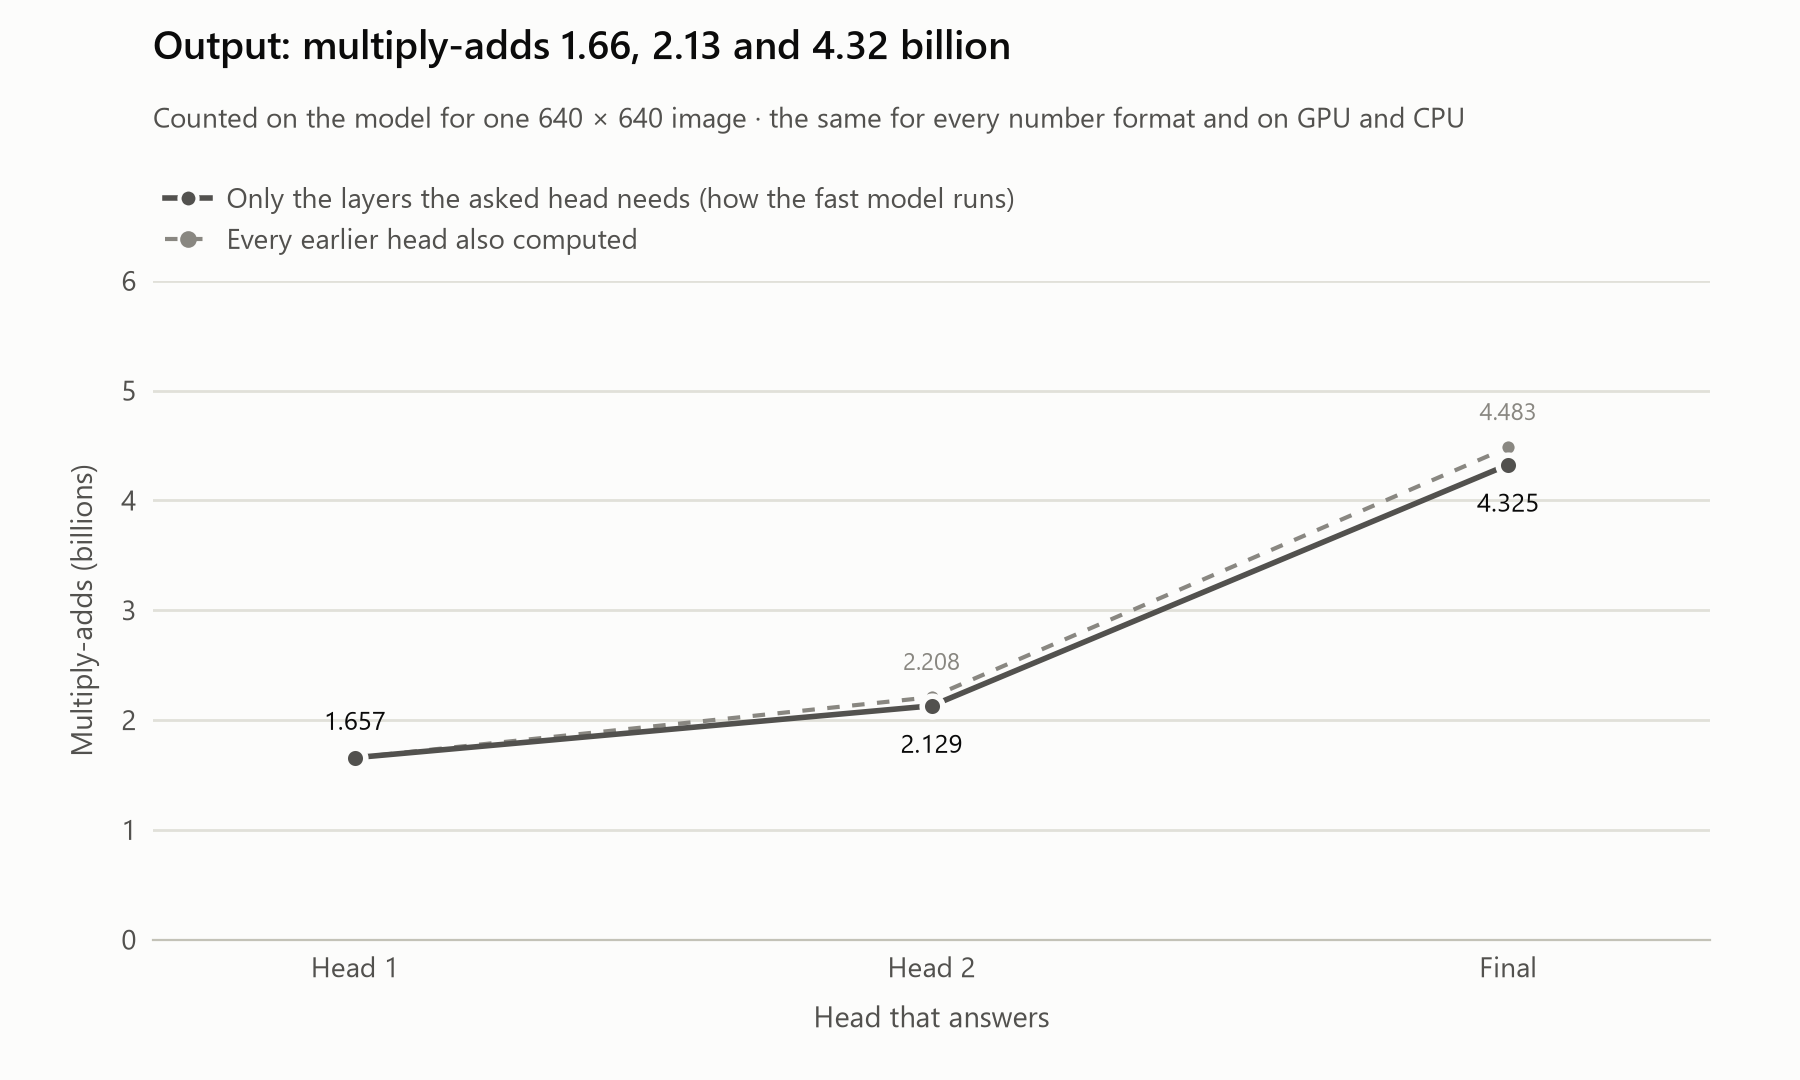 Output: multiply-adds 1.66, 2.13 and 4.32 billion
Counted on the model for one 640 × 640 image · the same for every number format and on GPU and CPU
Only the layers the asked head needs (how the fast model runs)
Every earlier head also computed
6
5
4
3
2
1
0
Multiply-adds (billions)
4.483
4.325
2.208
2.129
1.657
Head 1
Head 2
Final
Head that answers